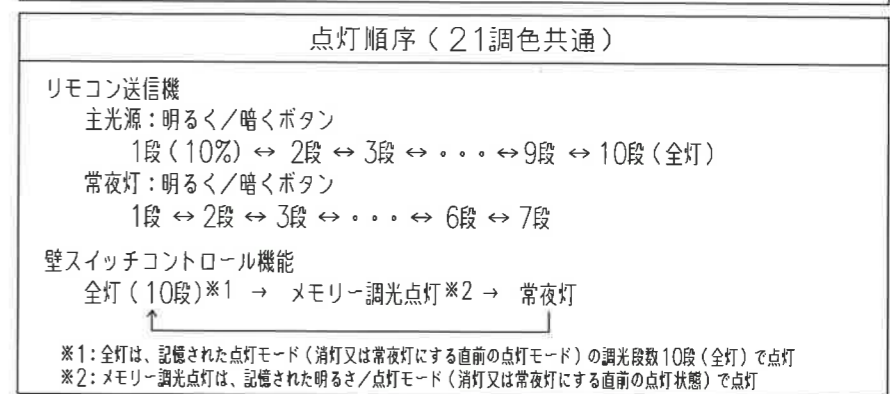 点灯順序(21調色共通)
リモコン送信機
主光源:明るく/暗くボタン
1段(10%) ↔ 2段 ↔ 3段 ↔ ・・・ ↔9段 ↔ 10段(全灯)
常夜灯:明るく/暗くボタン
1段 ↔ 2段 ↔ 3段 ↔・・・↔ 6段 ↔ 7段
壁スイッチコントロール機能
全灯(10段)※1 → メモリー調光点灯※2 → 常夜灯
※1:全灯は、記憶された点灯モード(消灯又は常夜灯にする直前の点灯モード)の調光段数10段(全灯)で点灯
※2:メモリー調光点灯は、記憶された明るさ/点灯モード(消灯又は常夜灯にする直前の点灯状態)で点灯